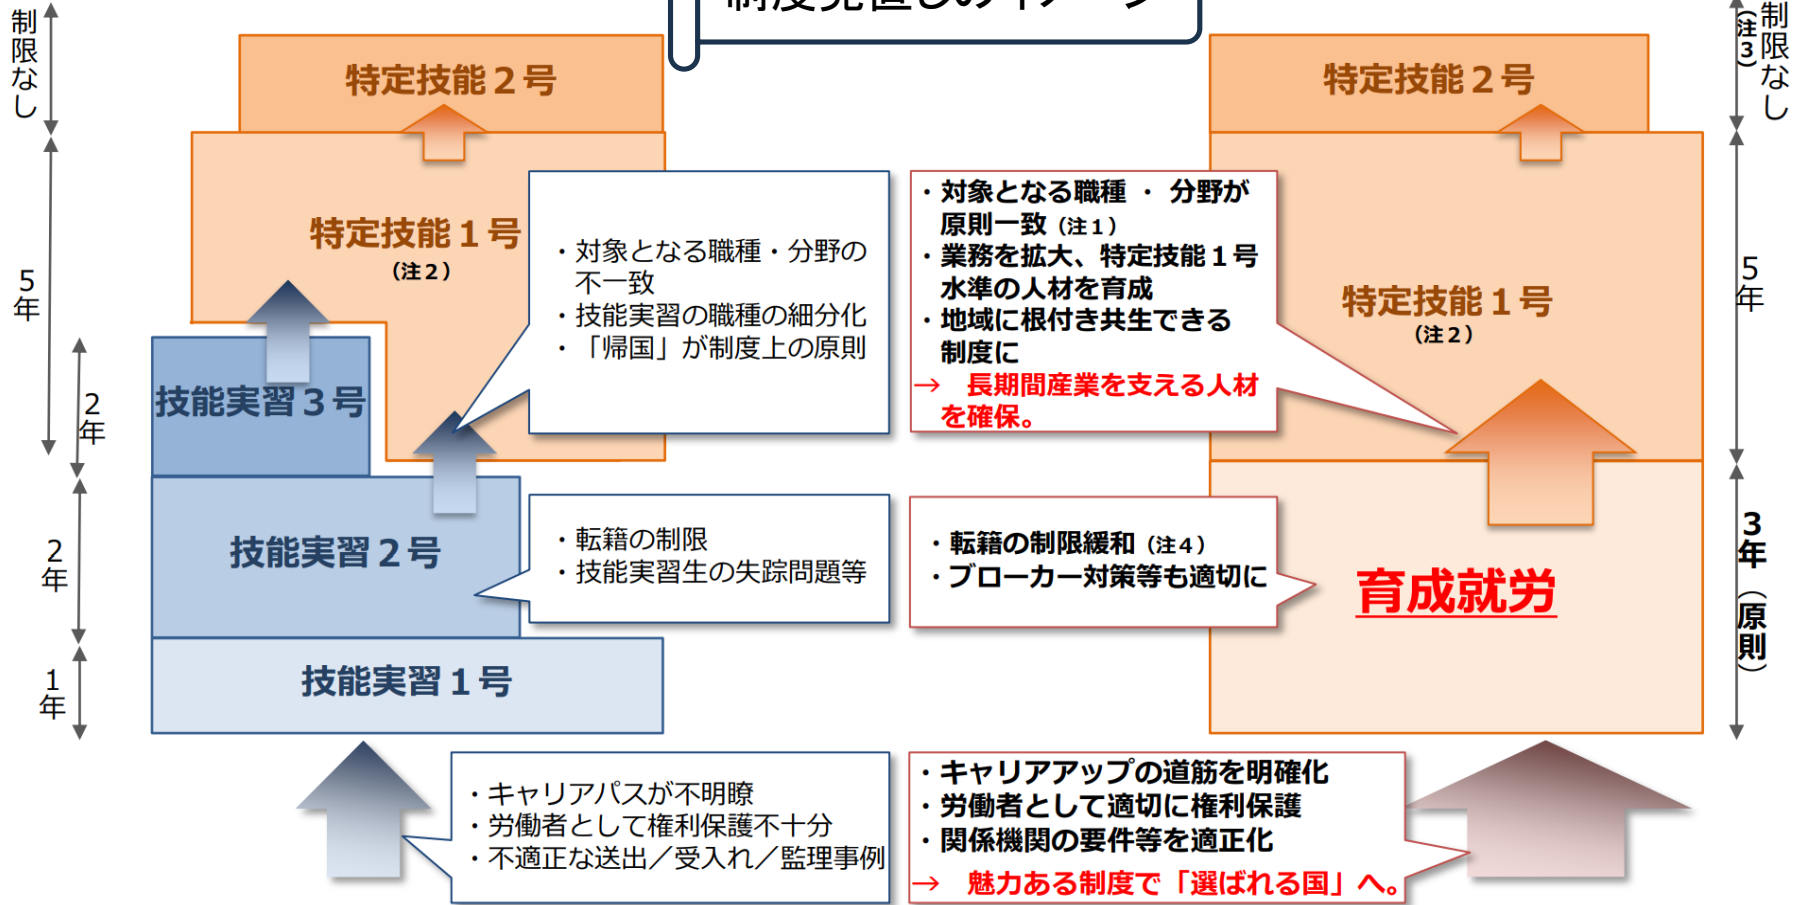 制度見直しのイメージ
制限なし
特定技能２号
特定技能１号
（注２）
5年
・対象となる職種・分野の
不一致
・技能実習の職種の細分化
・「帰国」が制度上の原則
技能実習３号
2年
技能実習２号
2年
・転籍の制限
・技能実習生の失踪問題等
技能実習１号
1年
・キャリアパスが不明瞭
・労働者として権利保護不十分
・不適正な送出／受入れ／監理事例
制限なし
（注３）
特定技能２号
・対象となる職種 ・ 分野が
原則一致（注１）
・業務を拡大、特定技能１号
水準の人材を育成
・地域に根付き共生できる
制度に
→　長期間産業を支える人材
を確保。
特定技能１号
（注２）
5年
・転籍の制限緩和（注４）
・ブローカー対策等も適切に
育成就労
3年（原則）
・キャリアアップの道筋を明確化
・労働者として適切に権利保護
・関係機関の要件等を適正化
→　魅力ある制度で「選ばれる国」へ。